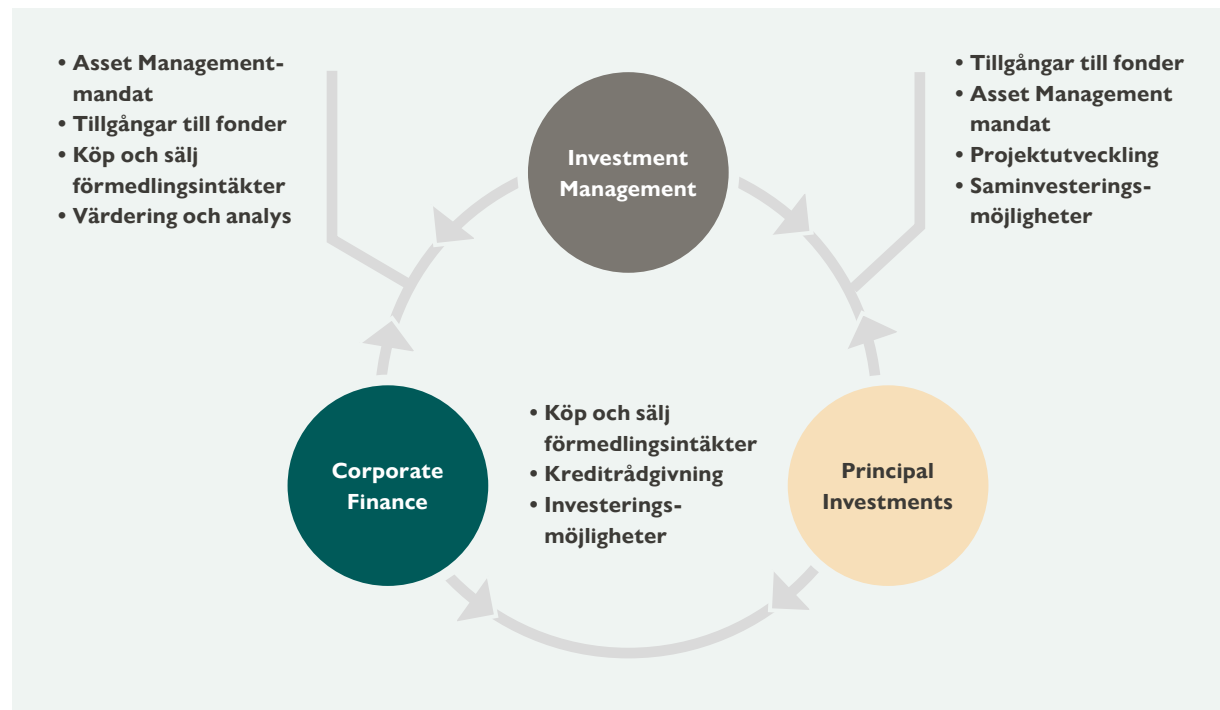 • Asset Management-
mandat
• Tillgångar till fonder
• Köp och sälj
förmedlingsintäkter
• Värdering och analys
• Tillgångar till fonder
• Asset Management
mandat
• Projektutveckling
• Saminvesterings-
möjligheter
Investment
Management
Corporate
Finance
• Köp och sälj
förmedlingsintäkter
• Kreditrådgivning
• Investerings-
möjligheter
Principal
Investments